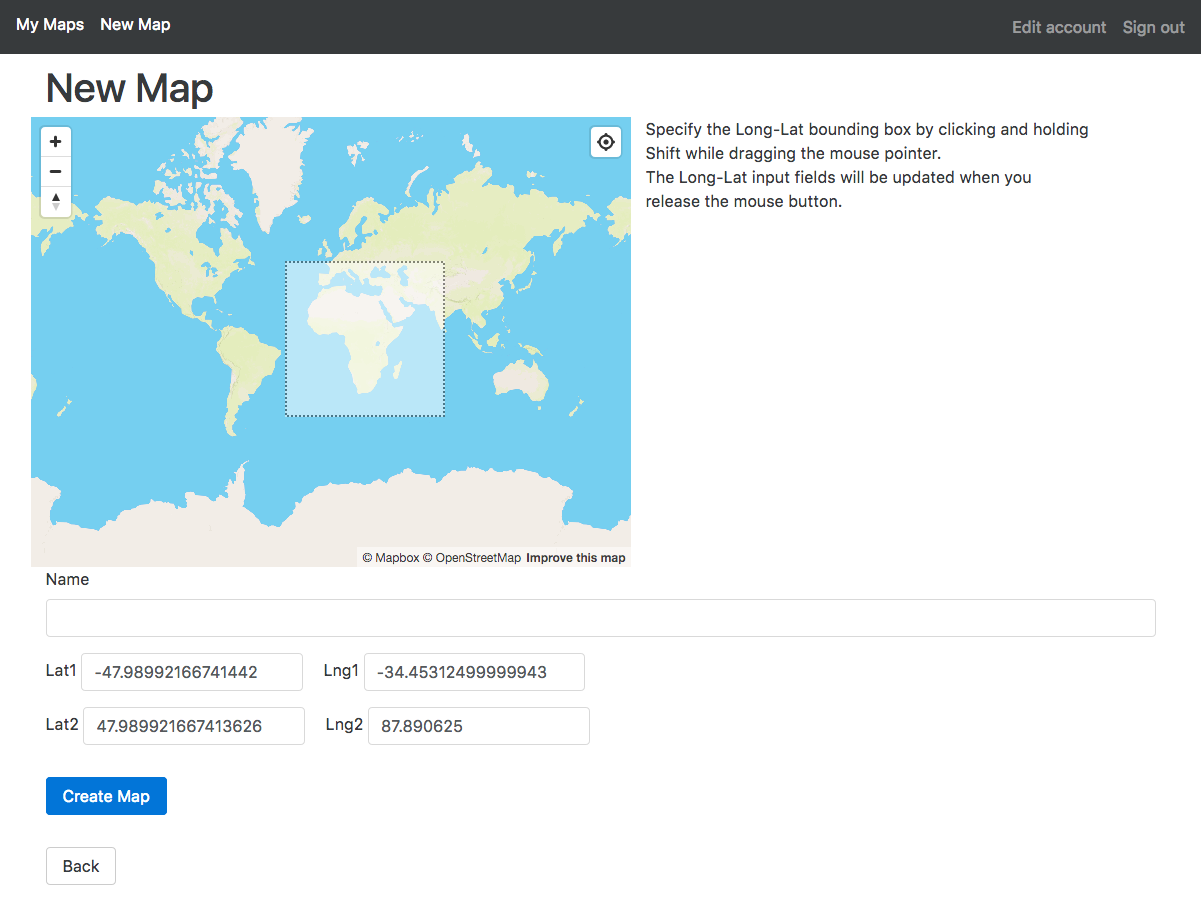 My Maps New Map Edit account Sign out
New Map
Specify the Long-Lat bounding box by clicking and holding
Shift while dragging the mouse pointer.
The Long-Lat input fields will be updated when you
release the mouse button.
© Mapbox © OpenStreetMap Improve this map
Name
Lat1 -47.98992166741442 Lng1 -34.45312499999943
Lat2 47.989921667413626 Lng2 87.890625
Create Map
Back